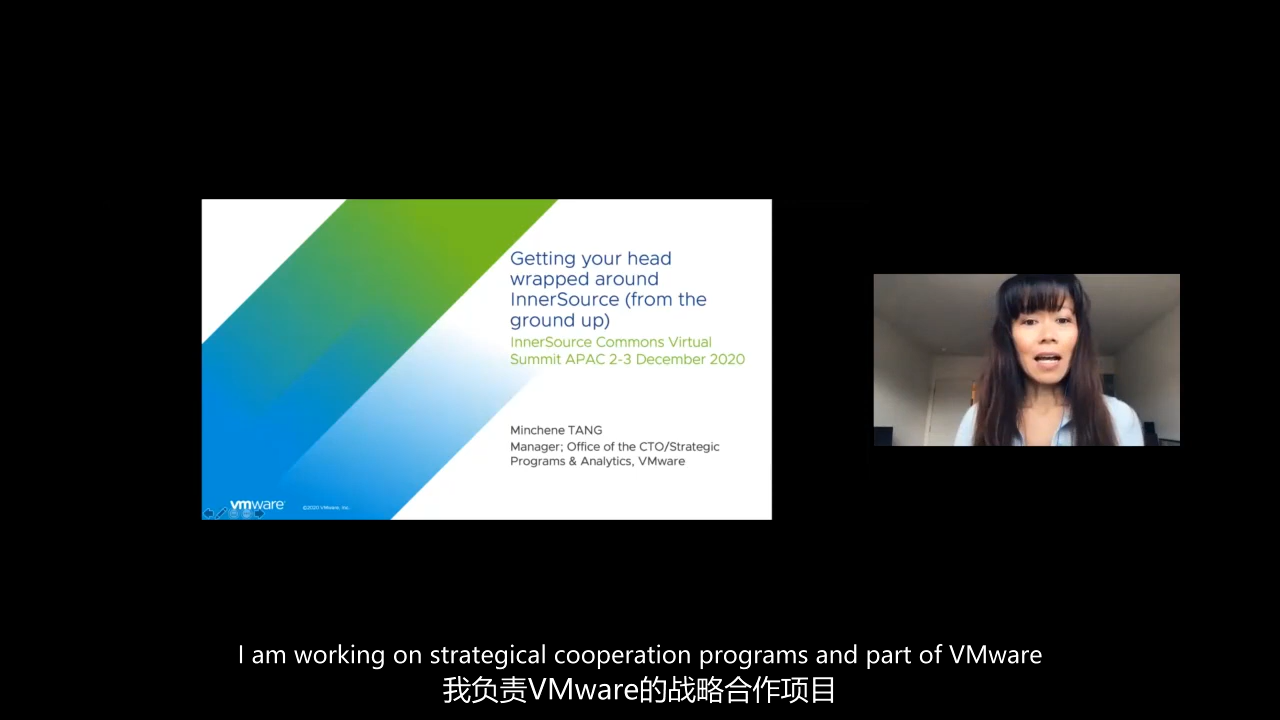 Getting your head
wrapped around
InnerSource (from the
ground up)
InnerSource Commons Virtual
Summit APAC 2-3 December 2020
Minchene TANG
Manager; Office of the CTO/Strategic
Programs & Analytics, VMware
vmware
©2020 VMware, Inc.
I am working on strategical cooperation programs and part of VMware
我负责VMware的战略合作项目